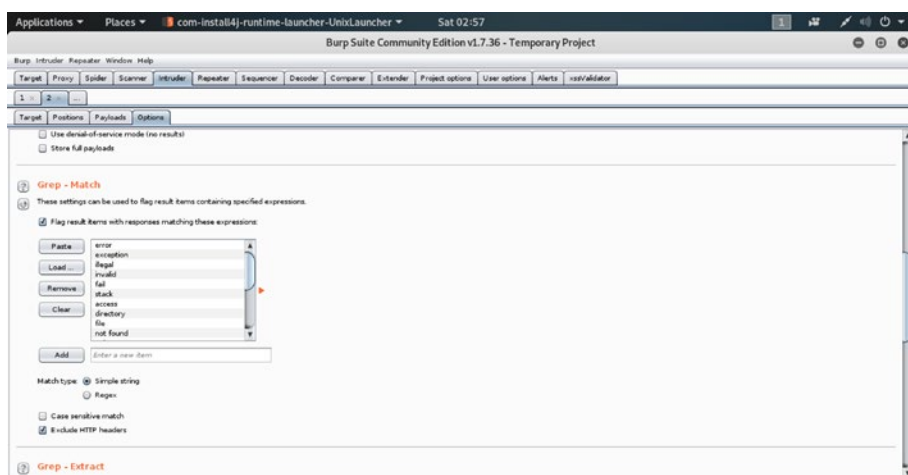 Applications Places com-install4j-runtime-launcher-UnixLauncher Sat 02:57 1
Burp Suite Community Edition v1.7.36 - Temporary Project
Burp Intruder Repeater Window Help
Target Proxy Spider Scanner Intruder Repeater Sequencer Decoder Comparer Extender Project options User options Alerts xssValidator
1 × 2 × ...
Target Positions Payloads Options
Use denial-of-service mode (no results)
Store full payloads
? Grep - Match
These settings can be used to flag result items containing specified expressions.
Flag result items with responses matching these expressions:
Paste
Load ...
Remove
Clear
error
exception
illegal
invalid
fail
stack
access
directory
file
not found
Add Enter a new item
Match type: Simple string
Regex
Case sensitive match
Exclude HTTP headers
? Grep - Extract